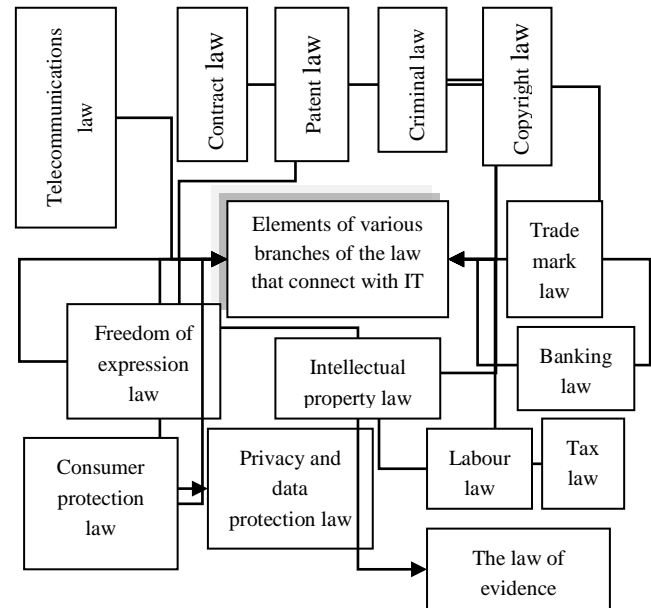 Telecommunications
law
Contract law
Patent law
Criminal law
Copyright law
Elements of various
branches of the law
that connect with IT
Trade
mark
law
Freedom of
expression
law
Intellectual
property law
Banking
law
Consumer
protection
law
Privacy and
data
protection law
Labour
law
Tax
law
The law of
evidence